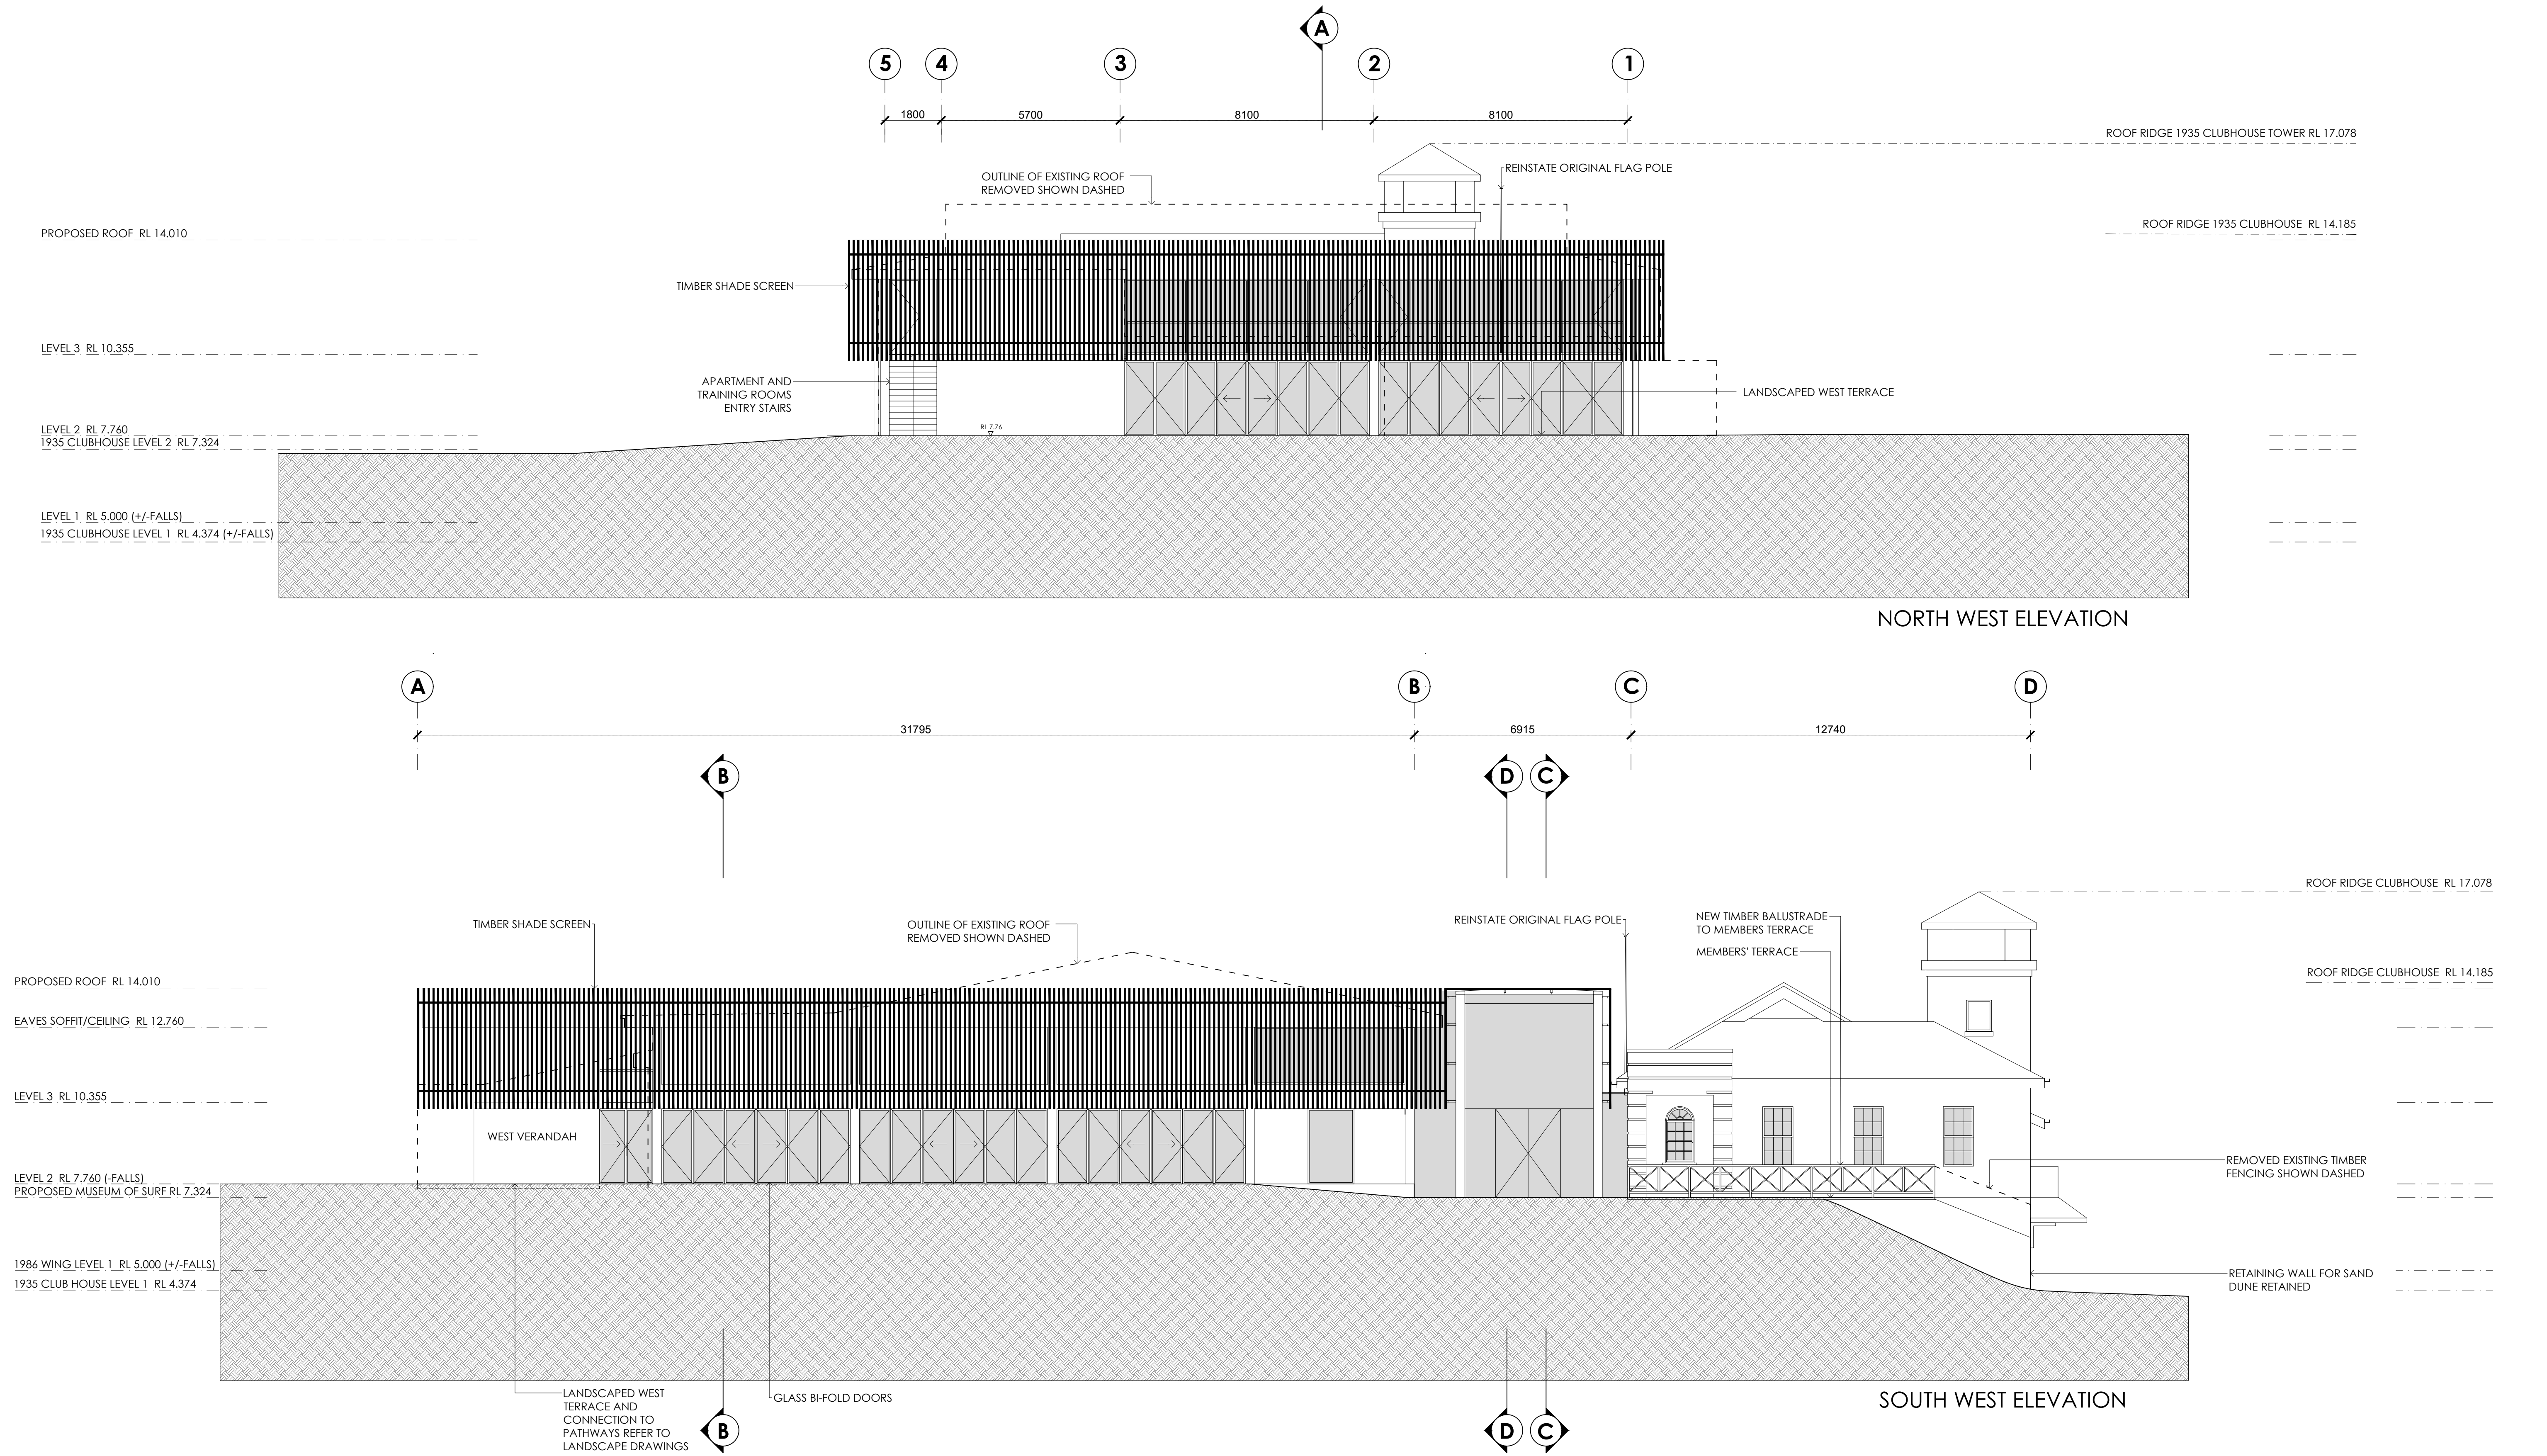 A
5 4 3 2 1
1800 5700 8100 8100
ROOF RIDGE 1935 CLUBHOUSE TOWER RL 17.078
REINSTATE ORIGINAL FLAG POLE
OUTLINE OF EXISTING ROOF
REMOVED SHOWN DASHED
ROOF RIDGE 1935 CLUBHOUSE RL 14.185
PROPOSED ROOF RL 14.010
TIMBER SHADE SCREEN
LEVEL 3 RL 10.355
APARTMENT AND
TRAINING ROOMS
ENTRY STAIRS
LANDSCAPED WEST TERRACE
RL 7.76
LEVEL 2 RL 7.760
1935 CLUBHOUSE LEVEL 2 RL 7.324
LEVEL 1 RL 5.000 (+/-FALLS)
1935 CLUBHOUSE LEVEL 1 RL 4.374 (+/-FALLS)
NORTH WEST ELEVATION
A B C D
31795 6915 12740
B D C
ROOF RIDGE CLUBHOUSE RL 17.078
TIMBER SHADE SCREEN
OUTLINE OF EXISTING ROOF
REMOVED SHOWN DASHED
REINSTATE ORIGINAL FLAG POLE
NEW TIMBER BALUSTRADE
TO MEMBERS TERRACE
MEMBERS' TERRACE
ROOF RIDGE CLUBHOUSE RL 14.185
PROPOSED ROOF RL 14.010
EAVES SOFFIT/CEILING RL 12.760
LEVEL 3 RL 10.355
WEST VERANDAH
REMOVED EXISTING TIMBER
FENCING SHOWN DASHED
LEVEL 2 RL 7.760 (-FALLS)
PROPOSED MUSEUM OF SURF RL 7.324
1986 WING LEVEL 1 RL 5.000 (+/-FALLS)
1935 CLUB HOUSE LEVEL 1 RL 4.374
RETAINING WALL FOR SAND
DUNE RETAINED
LANDSCAPED WEST
TERRACE AND
CONNECTION TO
PATHWAYS REFER TO
LANDSCAPE DRAWINGS
GLASS BI-FOLD DOORS
SOUTH WEST ELEVATION
B D C